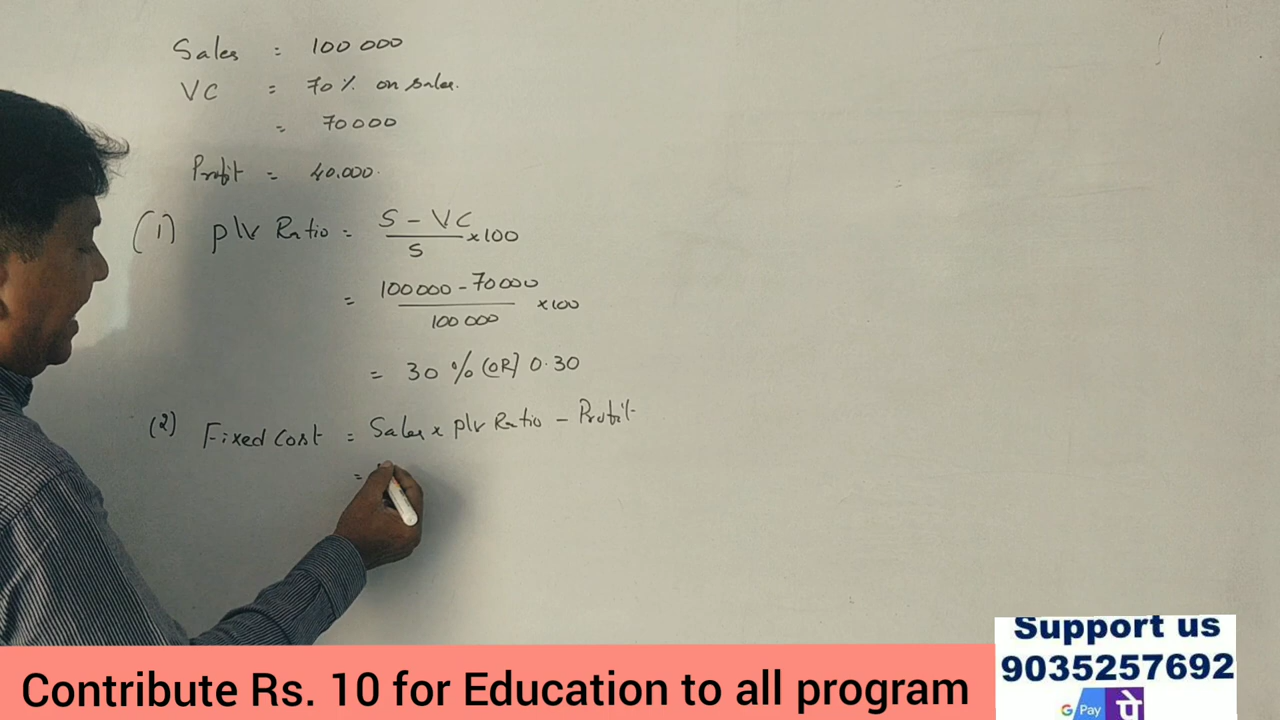 Sales = 100 000
VC = 70% on sales.
= 70000
Profit = 40.000.
(1) P/V Ratio = S - VC / S × 100
= 100000 - 70000 / 100 000 × 100
= 30 % (OR] 0.30
(2) Fixed Cost = Sales × P/V Ratio - Profit
=
Contribute Rs. 10 for Education to all program
Support us
9035257692
G Pay पे